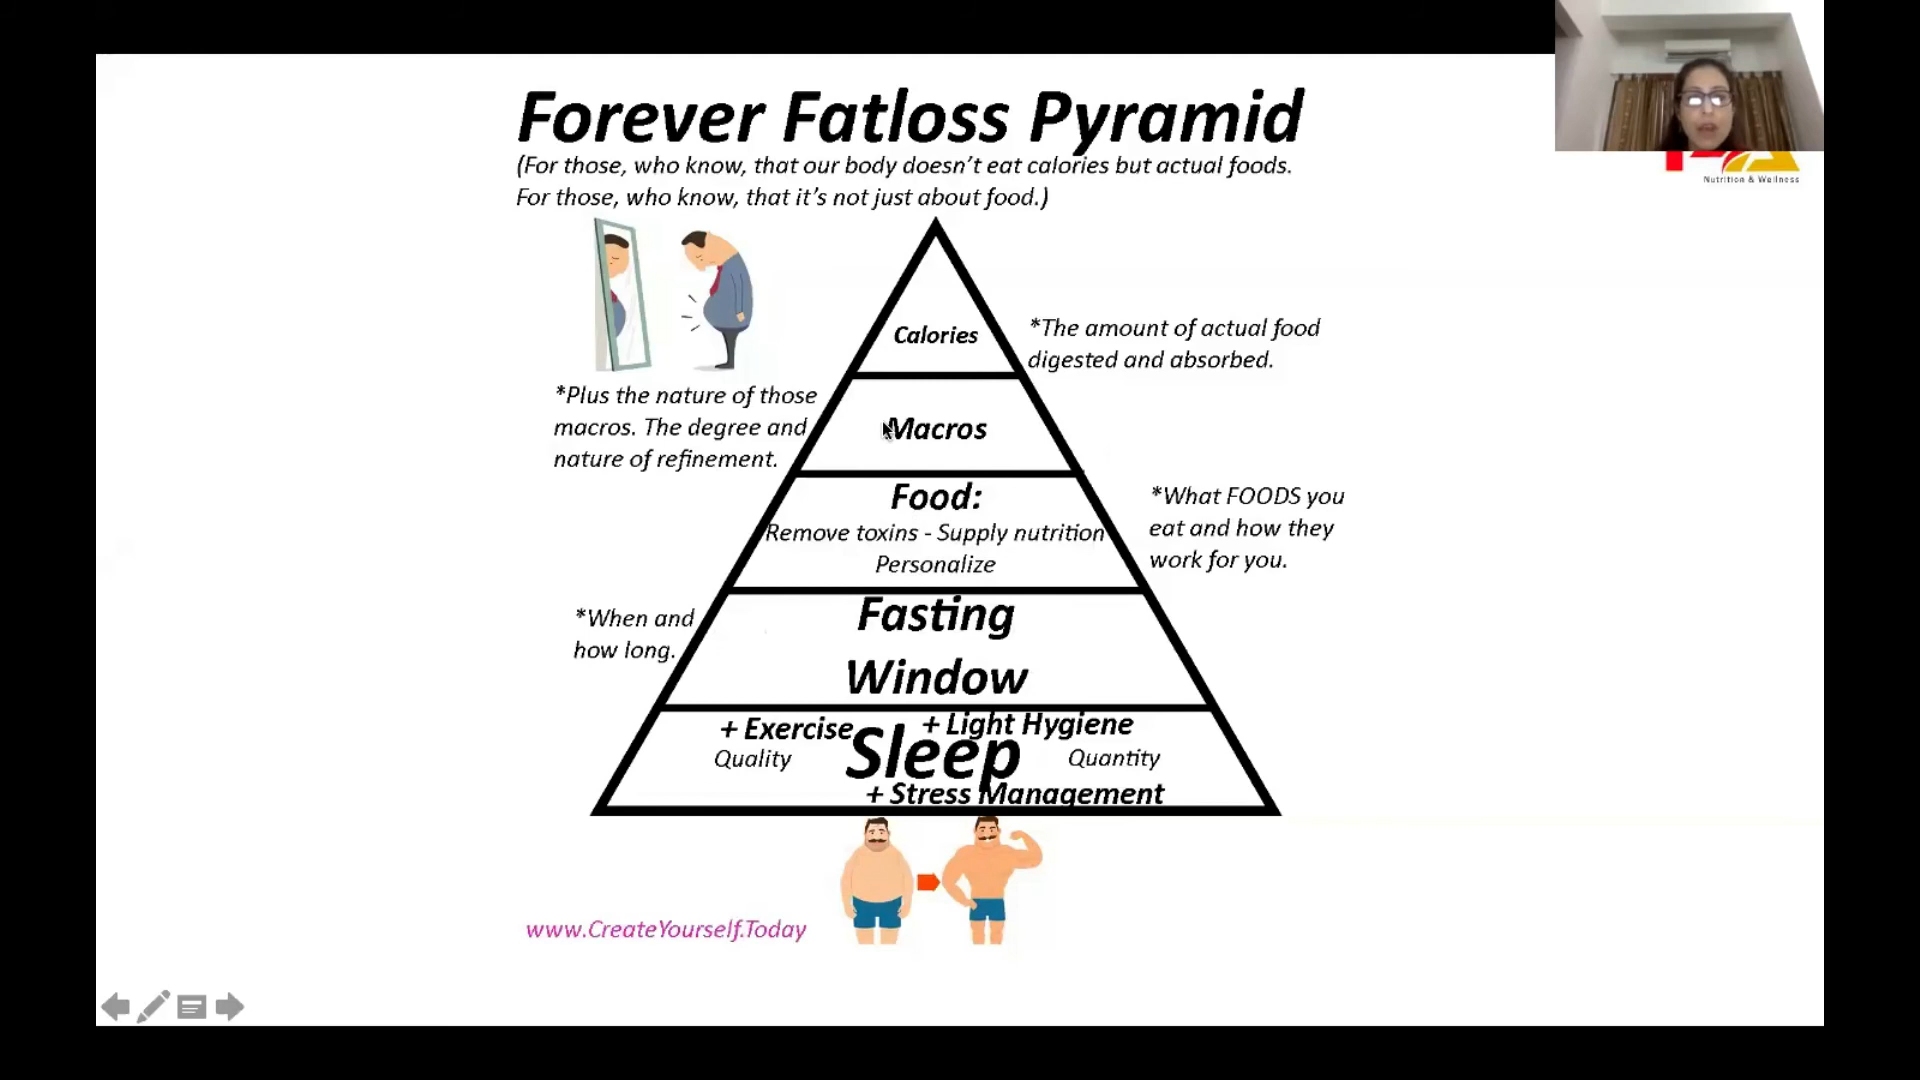 Forever Fatloss Pyramid
(For those, who know, that our body doesn’t eat calories but actual foods.
For those, who know, that it’s not just about food.)
Nutrition & Wellness
Calories
*The amount of actual food
digested and absorbed.
*Plus the nature of those
macros. The degree and
nature of refinement.
Macros
Food:
Remove toxins - Supply nutrition
Personalize
*What FOODS you
eat and how they
work for you.
*When and
how long.
Fasting
Window
+ Exercise
+ Light Hygiene
Quality
Sleep
Quantity
+ Stress Management
www.CreateYourself.Today